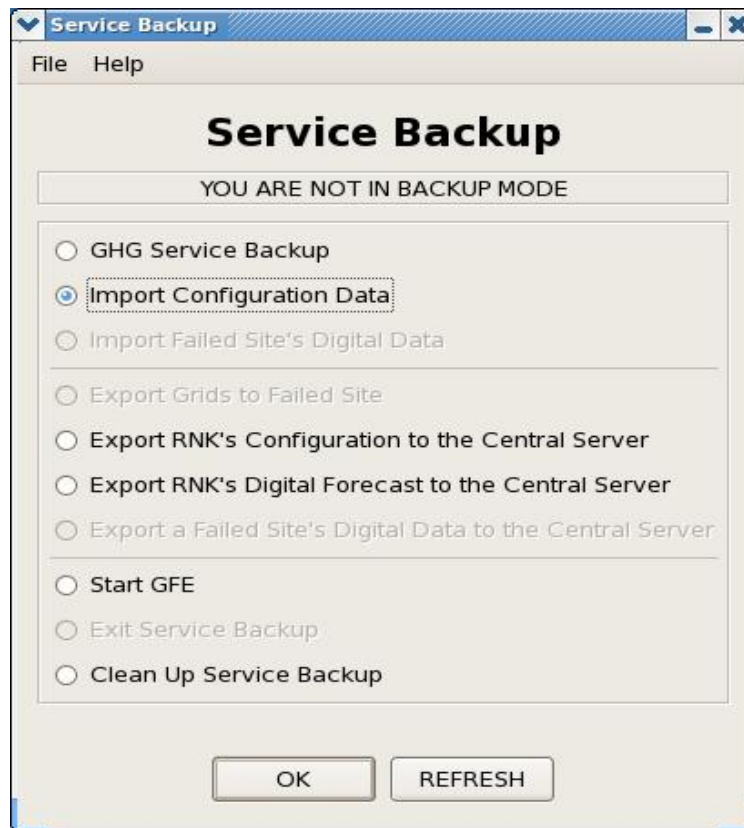 Service Backup
File Help
Service Backup
YOU ARE NOT IN BACKUP MODE
GHG Service Backup
Import Configuration Data
Import Failed Site's Digital Data
Export Grids to Failed Site
Export RNK's Configuration to the Central Server
Export RNK's Digital Forecast to the Central Server
Export a Failed Site's Digital Data to the Central Server
Start GFE
Exit Service Backup
Clean Up Service Backup
OK REFRESH